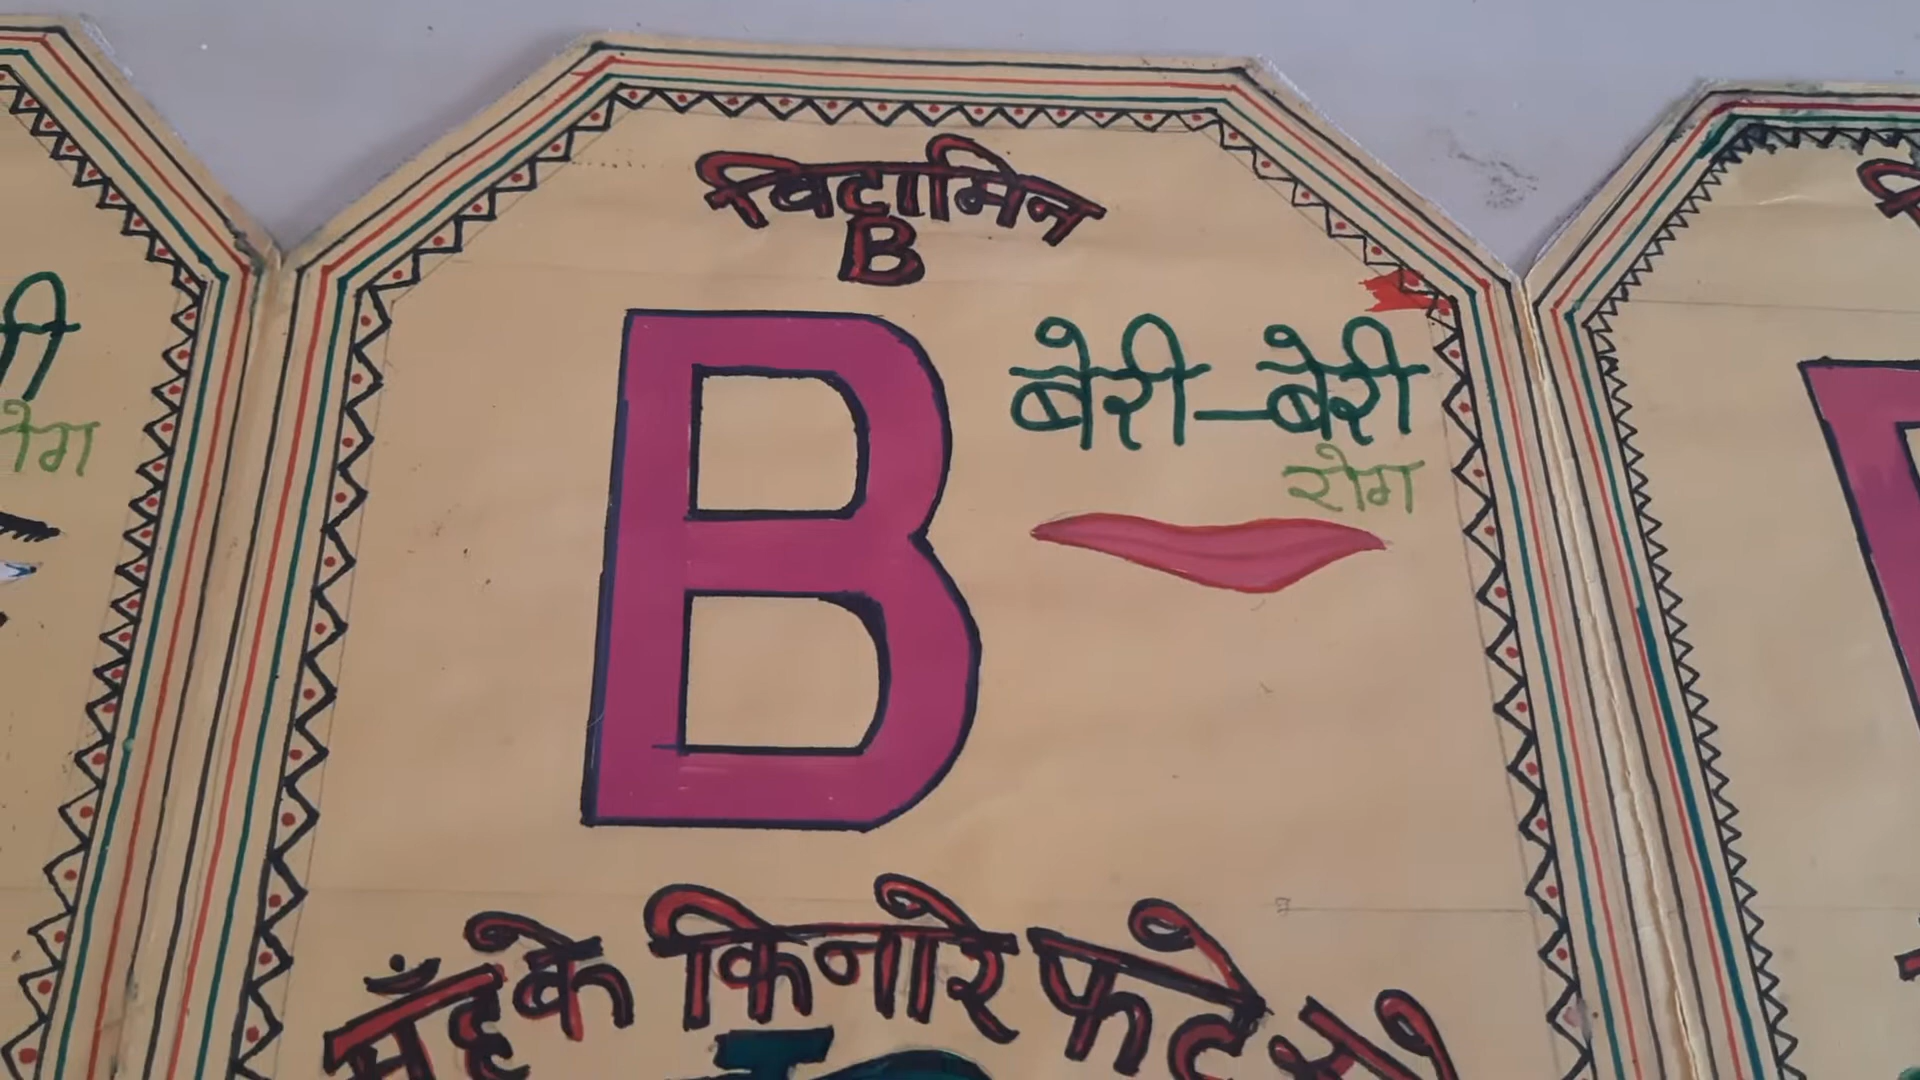 विटामिन
B
B
बेरी-बेरी
रोग
मुँह के किनारे फटे
रोग